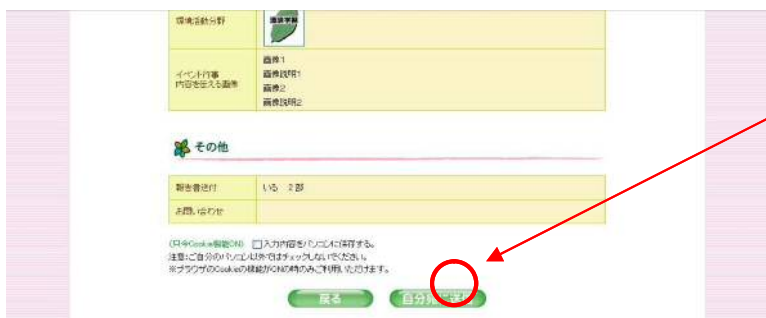 環境活動分野
環境学習
画像1
イベント行事 画像説明1
内容を伝える画像 画像2
画像説明2
その他
報告書送付 いる 2部
お問い合わせ
(只今Cookie機能ON) 入力内容をパソコンに保存する。
注意:ご自分のパソコン以外ではチェックしないでください。
※ブラウザのCookieの機能がONの時のみご利用いただけます。
戻る 自分宛に送信